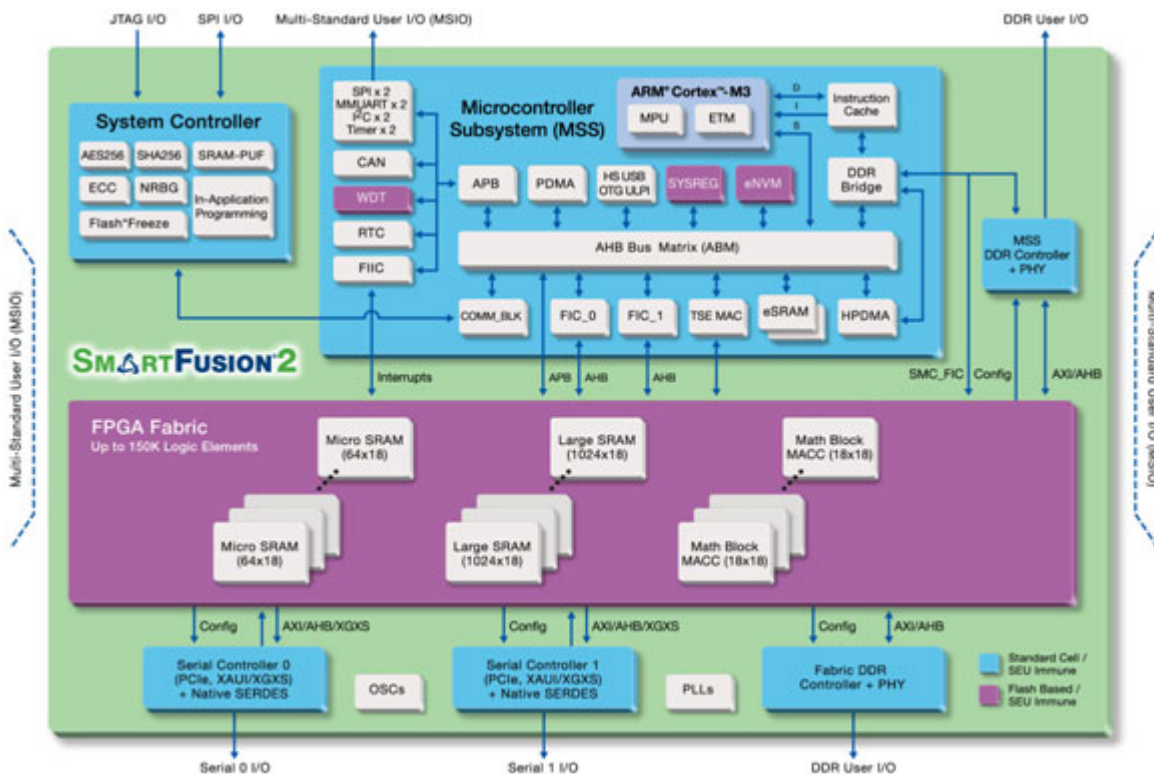 JTAG I/O
SPI I/O
Multi-Standard User I/O (MSIO)
DDR User I/O
System Controller
AES256
SHA256
SRAM-PUF
ECC
NRBG
In-Application
Programming
Flash*Freeze
SPI x 2
MMUART x 2
I²C x 2
Timer x 2
CAN
WDT
RTC
FIIC
Microcontroller
Subsystem (MSS)
ARM® Cortex™-M3
MPU
ETM
D
I
S
Instruction
Cache
DDR
Bridge
APB
PDMA
HS USB
OTG ULPI
SYSREG
eNVM
AHB Bus Matrix (ABM)
COMM_BLK
FIC_0
FIC_1
TSE MAC
eSRAM
HPDMA
MSS
DDR Controller
+ PHY
Multi-Standard User I/O (MSIO)
Multi-Standard User I/O (MSIO)
SMARTFUSION®2
Interrupts
APB
AHB
AHB
SMC_FIC
Config
AXI/AHB
FPGA Fabric
Up to 150K Logic Elements
Micro SRAM
(64x18)
Large SRAM
(1024x18)
Math Block
MACC (18x18)
Micro SRAM
(64x18)
Large SRAM
(1024x18)
Math Block
MACC (18x18)
Config
AXI/AHB/XGXS
Config
AXI/AHB/XGXS
Config
AXI/AHB
Serial Controller 0
(PCIe, XAUI/XGXS)
+ Native SERDES
OSCs
Serial Controller 1
(PCIe, XAUI/XGXS)
+ Native SERDES
PLLs
Fabric DDR
Controller + PHY
Standard Cell /
SEU Immune
Flash Based /
SEU Immune
Serial 0 I/O
Serial 1 I/O
DDR User I/O